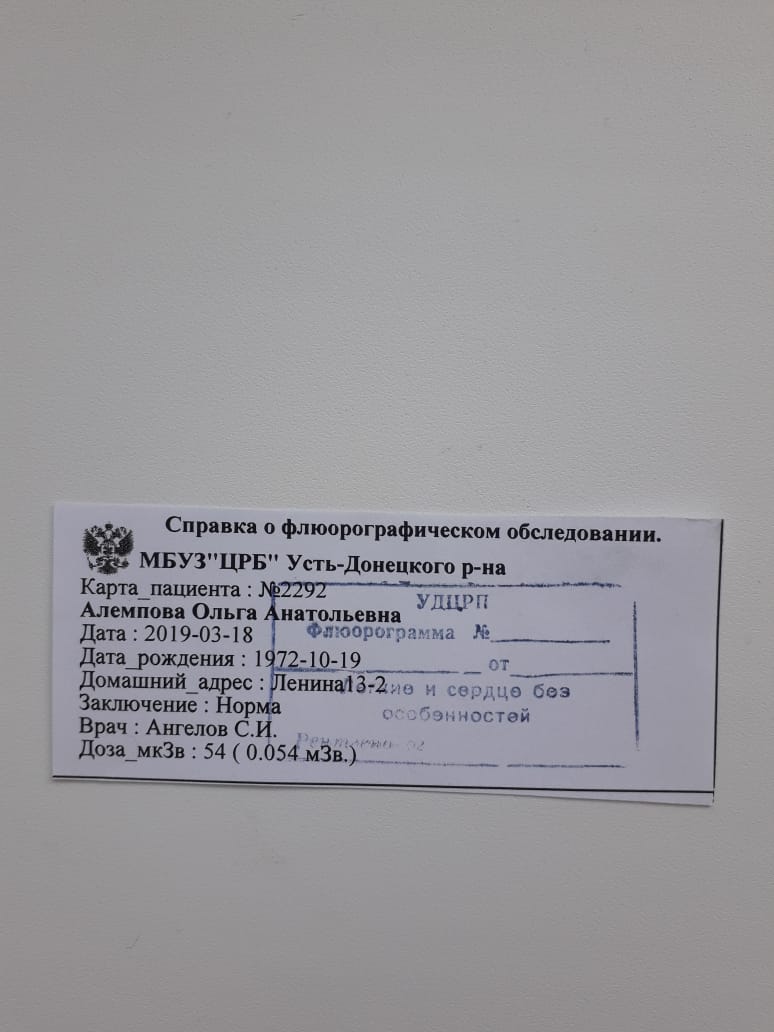 Справка о флюорографическом обследовании.
МБУЗ"ЦРБ" Усть-Донецкого р-на
Карта_пациента : №2292
Алемпова Ольга Анатольевна
Дата : 2019-03-18
Дата_рождения : 1972-10-19
Домашний_адрес : Ленина13-2
Заключение : Норма
Врач : Ангелов С.И.
Доза_мкЗв : 54 ( 0.054 мЗв.)
УДЦРП
Флюорограмма №
от
и сердце без
особенностей